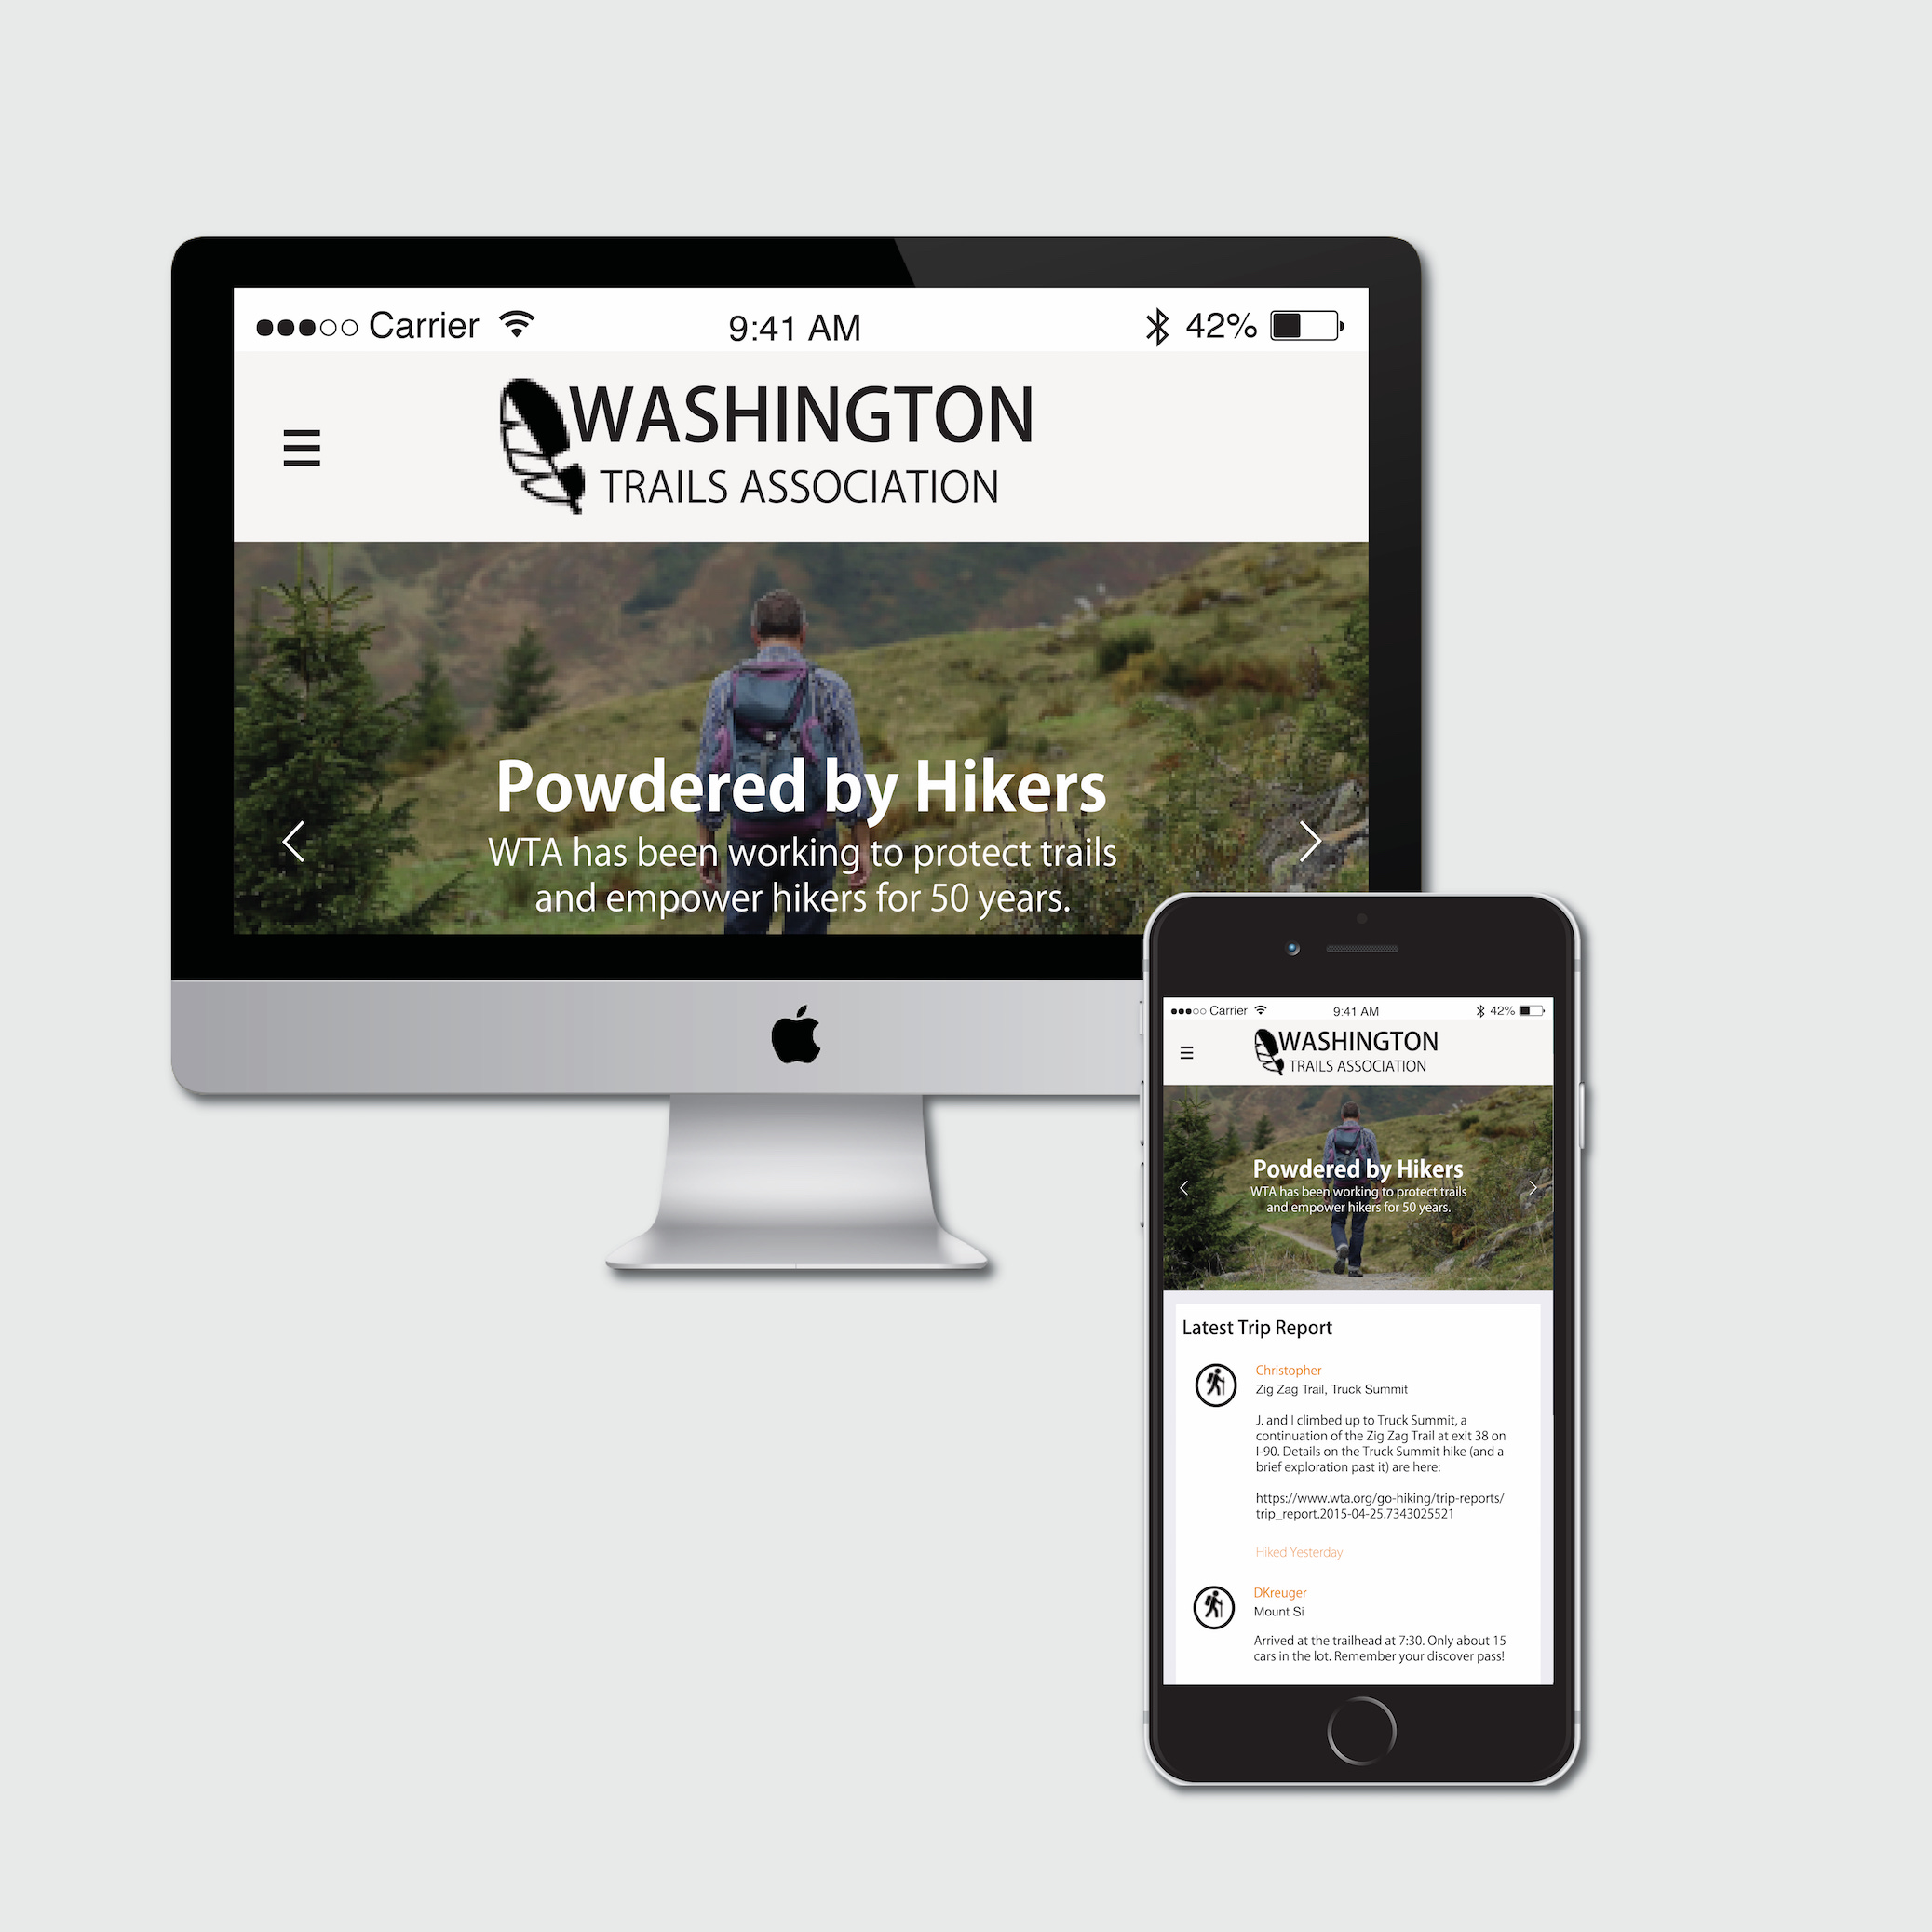 Carrier 9:41 AM 42%
WASHINGTON
TRAILS ASSOCIATION
Powdered by Hikers
WTA has been working to protect trails
and empower hikers for 50 years.
Carrier 9:41 AM 42%
WASHINGTON
TRAILS ASSOCIATION
Powdered by Hikers
WTA has been working to protect trails
and empower hikers for 50 years.
Latest Trip Report
Christopher
Zig Zag Trail, Truck Summit
J. and I climbed up to Truck Summit, a
continuation of the Zig Zag Trail at exit 38 on
I-90. Details on the Truck Summit hike (and a
brief exploration past it) are here:
https://www.wta.org/go-hiking/trip-reports/
trip_report.2015-04-25.7343025521
Hiked Yesterday
DKreuger
Mount Si
Arrived at the trailhead at 7:30. Only about 15
cars in the lot. Remember your discover pass!